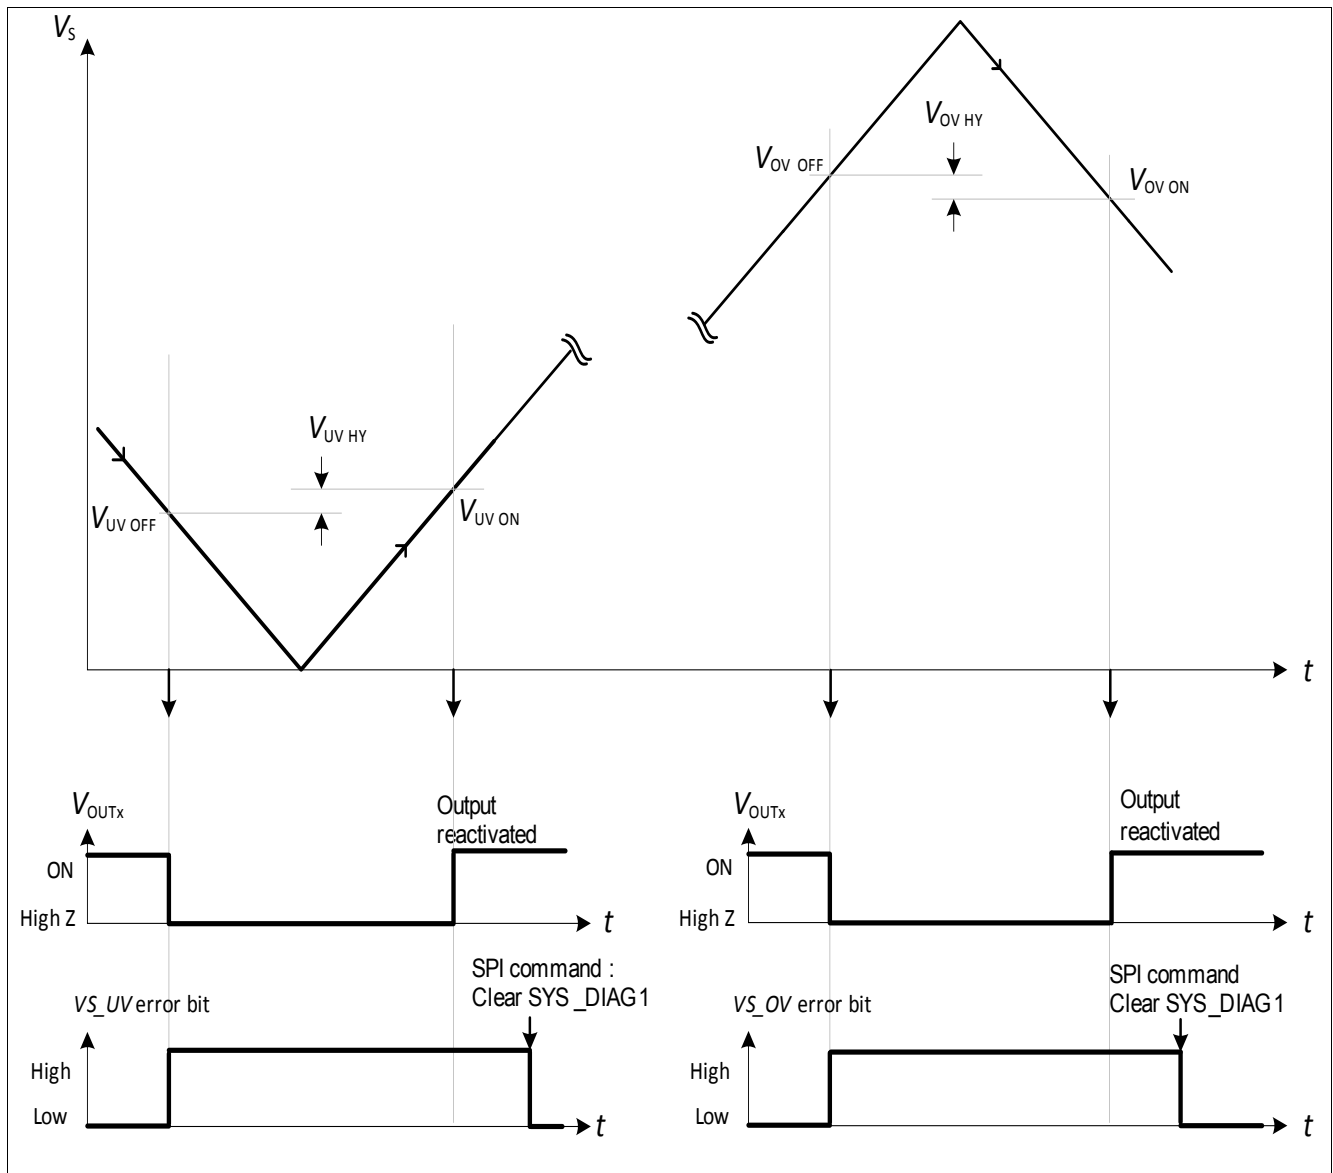 VS
VOV HY
VOV OFF
VOV ON
VUV HY
VUV OFF
VUV ON
t
VOUTx
Output
reactivated
ON
High Z
t
VOUTx
Output
reactivated
ON
High Z
t
SPI command :
Clear SYS_DIAG1
VS_UV error bit
High
Low
t
SPI command
Clear SYS_DIAG1
VS_OV error bit
High
Low
t